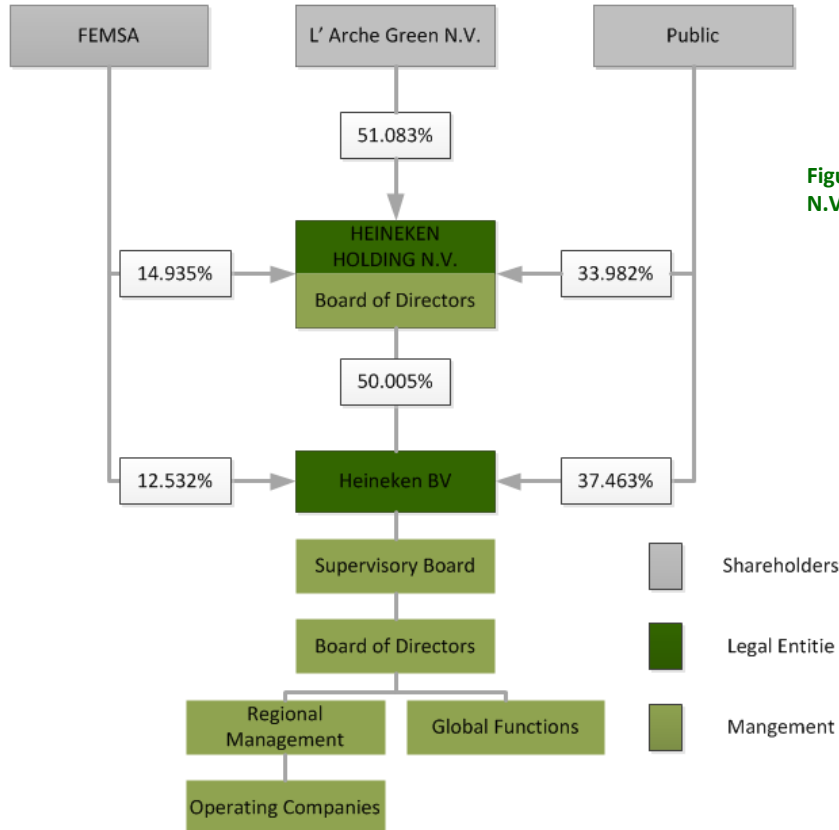 FEMSA
L' Arche Green N.V.
Public
51.083%
Figu
N.V
HEINEKEN
HOLDING N.V.
14.935%
33.982%
Board of Directors
50.005%
12.532%
Heineken BV
37.463%
Supervisory Board
Shareholders
Board of Directors
Legal Entitie
Regional
Management
Global Functions
Mangement
Operating Companies